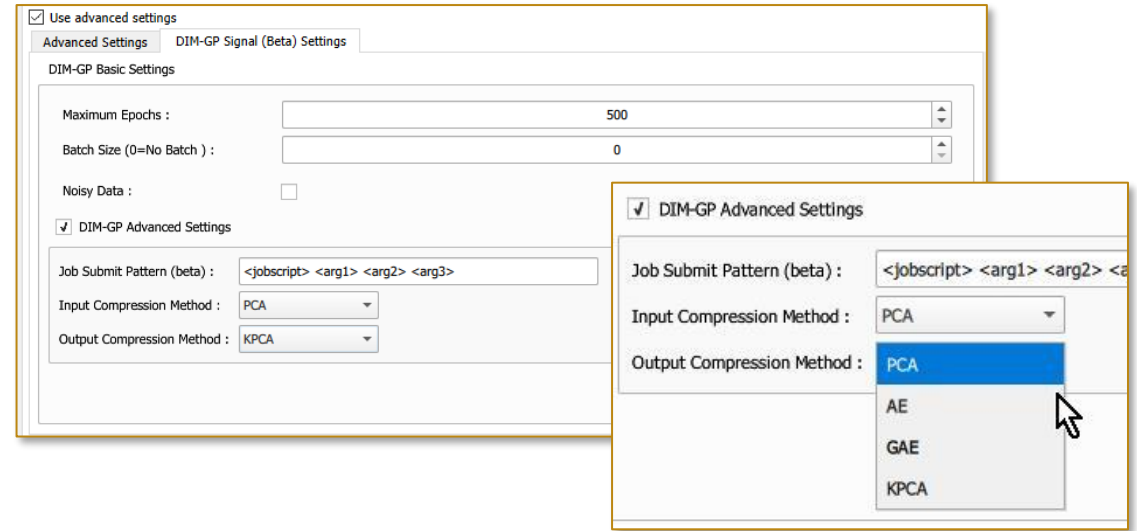 Use advanced settings
Advanced Settings DIM-GP Signal (Beta) Settings
DIM-GP Basic Settings
Maximum Epochs : 500
Batch Size (0=No Batch ) : 0
Noisy Data :
DIM-GP Advanced Settings
Job Submit Pattern (beta) : <jobscript> <arg1> <arg2> <arg3>
Input Compression Method : PCA
Output Compression Method : KPCA
DIM-GP Advanced Settings
Job Submit Pattern (beta) : <jobscript> <arg1> <arg2> <a
Input Compression Method : PCA
Output Compression Method : PCA
AE
GAE
KPCA